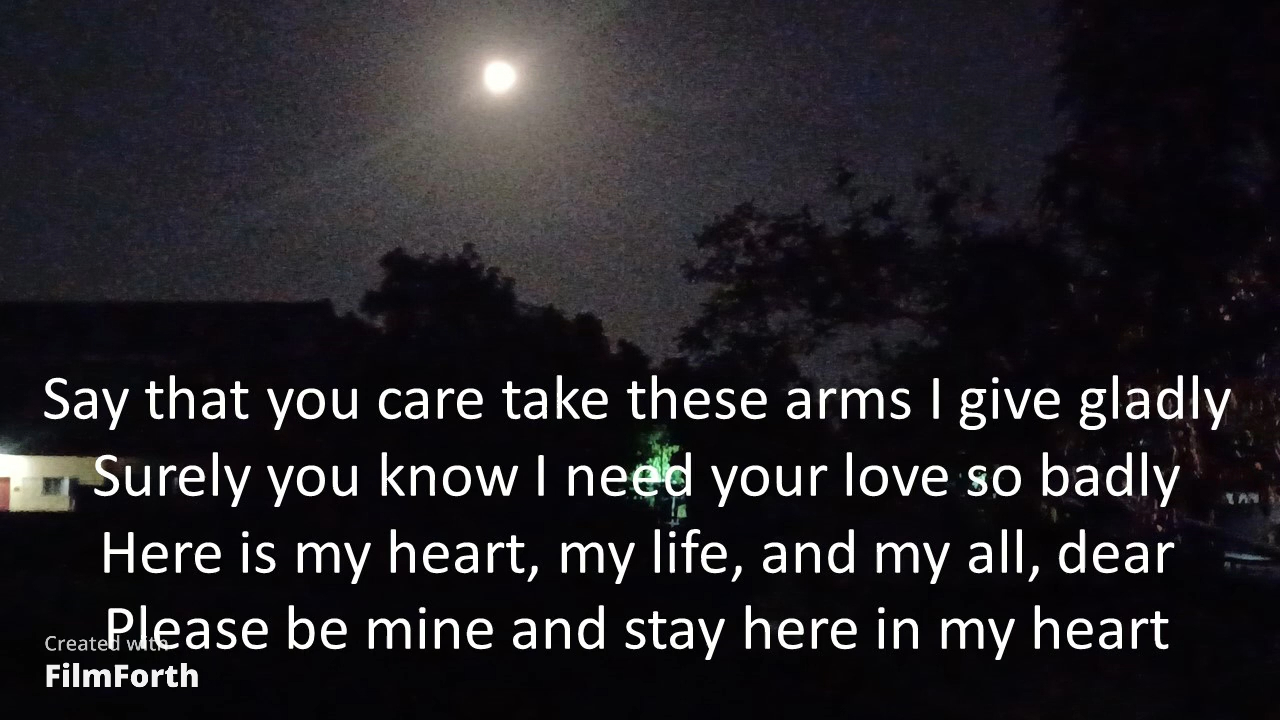 Say that you care take these arms I give gladly
Surely you know I need your love so badly
Here is my heart, my life, and my all, dear
Please be mine and stay here in my heart
Created with
FilmForth